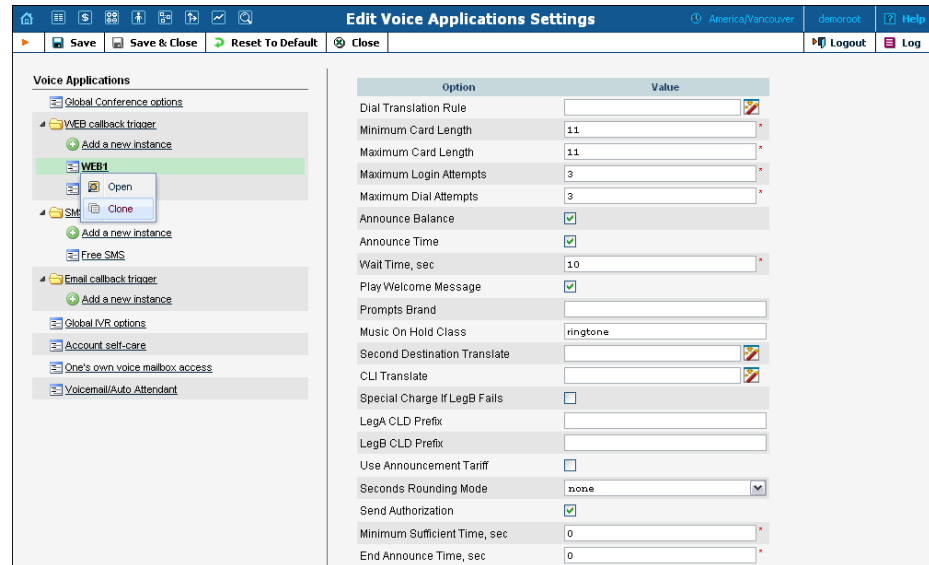 Edit Voice Applications Settings
America/Vancouver
demoroot
[?] Help
Save
Save & Close
Reset To Default
Close
Logout
Log
Voice Applications
Global Conference options
WEB callback trigger
Add a new instance
WEB1
Open
Clone
SMS
Add a new instance
Free SMS
Email callback trigger
Add a new instance
Global IVR options
Account self-care
One's own voice mailbox access
Voicemail/Auto Attendant
Option Value
Dial Translation Rule
Minimum Card Length 11 *
Maximum Card Length 11 *
Maximum Login Attempts 3 *
Maximum Dial Attempts 3 *
Announce Balance
Announce Time
Wait Time, sec 10 *
Play Welcome Message
Prompts Brand
Music On Hold Class ringtone
Second Destination Translate
CLI Translate
Special Charge If LegB Fails
LegA CLD Prefix
LegB CLD Prefix
Use Announcement Tariff
Seconds Rounding Mode none
Send Authorization
Minimum Sufficient Time, sec 0 *
End Announce Time, sec 0 *